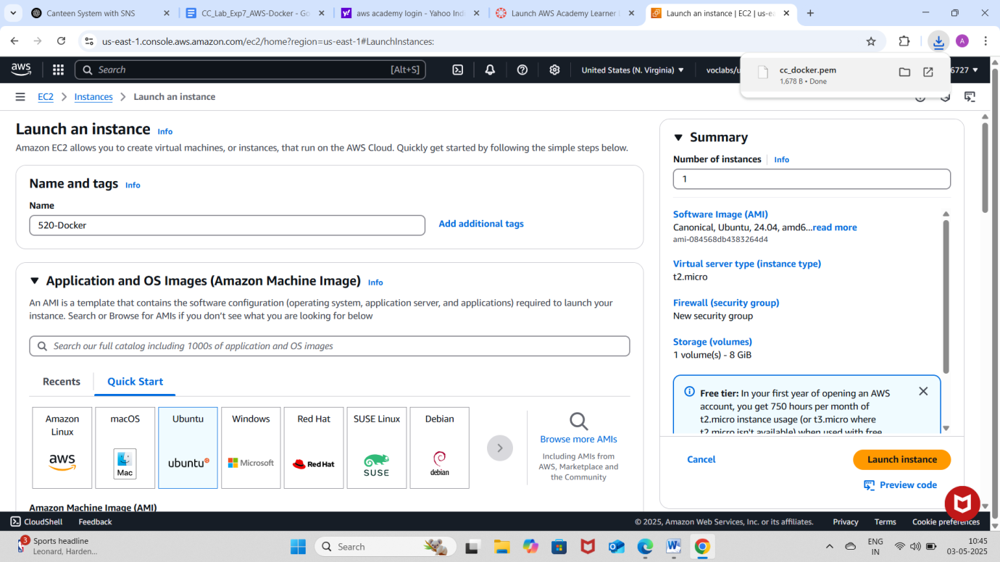 Canteen System with SNS
CC_Lab_Exp7_AWS-Docker - Go
aws academy login - Yahoo Ind
Launch AWS Academy Learner
Launch an instance | EC2 | us-ea
us-east-1.console.aws.amazon.com/ec2/home?region=us-east-1#LaunchInstances:
A
cc_docker.pem
1,678 B • Done
aws
Search
[Alt+S]
United States (N. Virginia)
voclabs/u
6727
EC2 > Instances > Launch an instance
Launch an instance Info
Amazon EC2 allows you to create virtual machines, or instances, that run on the AWS Cloud. Quickly get started by following the simple steps below.
Name and tags Info
Name
520-Docker
Add additional tags
Application and OS Images (Amazon Machine Image) Info
An AMI is a template that contains the software configuration (operating system, application server, and applications) required to launch your
instance. Search or Browse for AMIs if you don't see what you are looking for below
Search our full catalog including 1000s of application and OS images
Recents
Quick Start
Amazon
Linux
aws
macOS
Mac
Ubuntu
ubuntu
Windows
Microsoft
Red Hat
Red Hat
SUSE Linux
SUSE
Debian
debian
Browse more AMIs
Including AMIs from
AWS, Marketplace and
the Community
Amazon Machine Image (AMI)
Summary
Number of instances
Info
1
Software Image (AMI)
Canonical, Ubuntu, 24.04, amd6...read more
ami-084568db4383264d4
Virtual server type (instance type)
t2.micro
Firewall (security group)
New security group
Storage (volumes)
1 volume(s) - 8 GiB
Free tier: In your first year of opening an AWS
account, you get 750 hours per month of
t2.micro instance usage (or t3.micro where
t2.micro isn't available) when used with free
Cancel
Launch instance
Preview code
CloudShell
Feedback
© 2025, Amazon Web Services, Inc. or its affiliates.
Privacy
Terms
Cookie preferences
3
Sports headline
Leonard, Harden...
Search
ENG
IN
10:45
03-05-2025